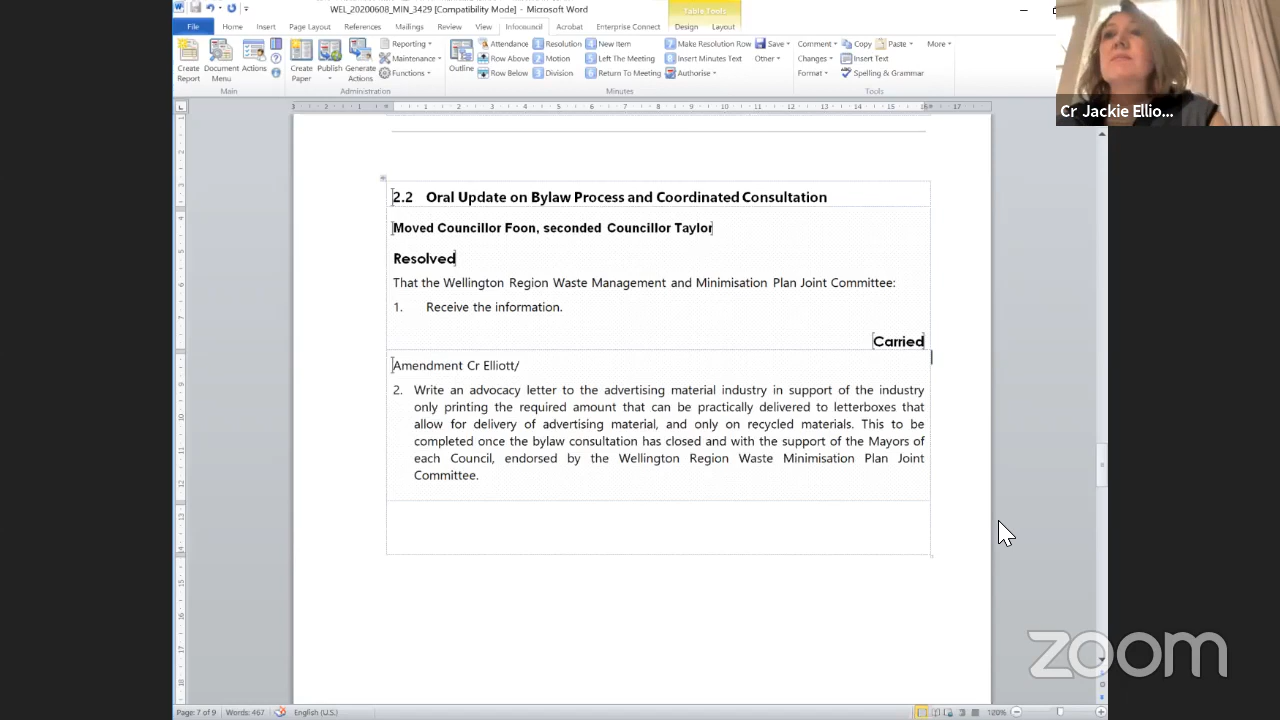 WEL_20200608_MIN_3429 [Compatibility Mode] - Microsoft Word
Table Tools
File Home Insert Page Layout References Mailings Review View Infocouncil Acrobat Enterprise Connect Design Layout
Create Report
Document Menu
Actions
Create Paper
Publish
Generate Actions
Reporting
Maintenance
Functions
Outline
Attendance
Row Above
Row Below
Resolution
Motion
Division
New Item
Left The Meeting
Return To Meeting
Make Resolution Row
Insert Minutes Text
Authorise
Save
Other
Comment
Changes
Format
Copy
Paste
Insert Text
Spelling & Grammar
More
Main Administration Minutes Tools
Cr Jackie Ellio...
2.2 Oral Update on Bylaw Process and Coordinated Consultation
Moved Councillor Foon, seconded Councillor Taylor
Resolved
That the Wellington Region Waste Management and Minimisation Plan Joint Committee:
1. Receive the information.
Carried
Amendment Cr Elliott/
2. Write an advocacy letter to the advertising material industry in support of the industry
only printing the required amount that can be practically delivered to letterboxes that
allow for delivery of advertising material, and only on recycled materials. This to be
completed once the bylaw consultation has closed and with the support of the Mayors of
each Council, endorsed by the Wellington Region Waste Minimisation Plan Joint
Committee.
zoom
Page: 7 of 9 Words: 467 English (U.S.) 120%